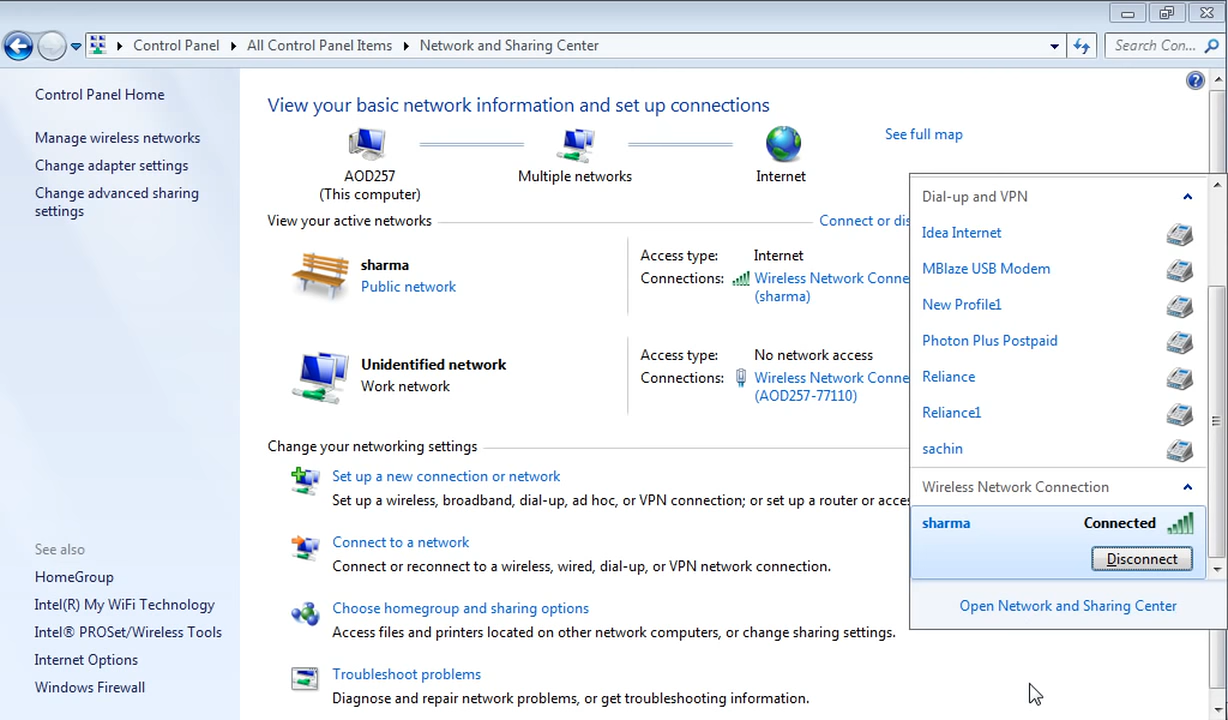 Control Panel
All Control Panel Items
Network and Sharing Center
Search Con...
Control Panel Home
Manage wireless networks
Change adapter settings
Change advanced sharing
settings
See also
HomeGroup
Intel(R) My WiFi Technology
Intel® PROSet/Wireless Tools
Internet Options
Windows Firewall
View your basic network information and set up connections
AOD257
(This computer)
Multiple networks
Internet
See full map
View your active networks
Connect or dis
sharma
Public network
Access type: Internet
Connections: Wireless Network Conne
(sharma)
Unidentified network
Work network
Access type: No network access
Connections: Wireless Network Conne
(AOD257-77110)
Change your networking settings
Set up a new connection or network
Set up a wireless, broadband, dial-up, ad hoc, or VPN connection; or set up a router or acces
Connect to a network
Connect or reconnect to a wireless, wired, dial-up, or VPN network connection.
Choose homegroup and sharing options
Access files and printers located on other network computers, or change sharing settings.
Troubleshoot problems
Diagnose and repair network problems, or get troubleshooting information.
Dial-up and VPN
Idea Internet
MBlaze USB Modem
New Profile1
Photon Plus Postpaid
Reliance
Reliance1
sachin
Wireless Network Connection
sharma Connected
Disconnect
Open Network and Sharing Center